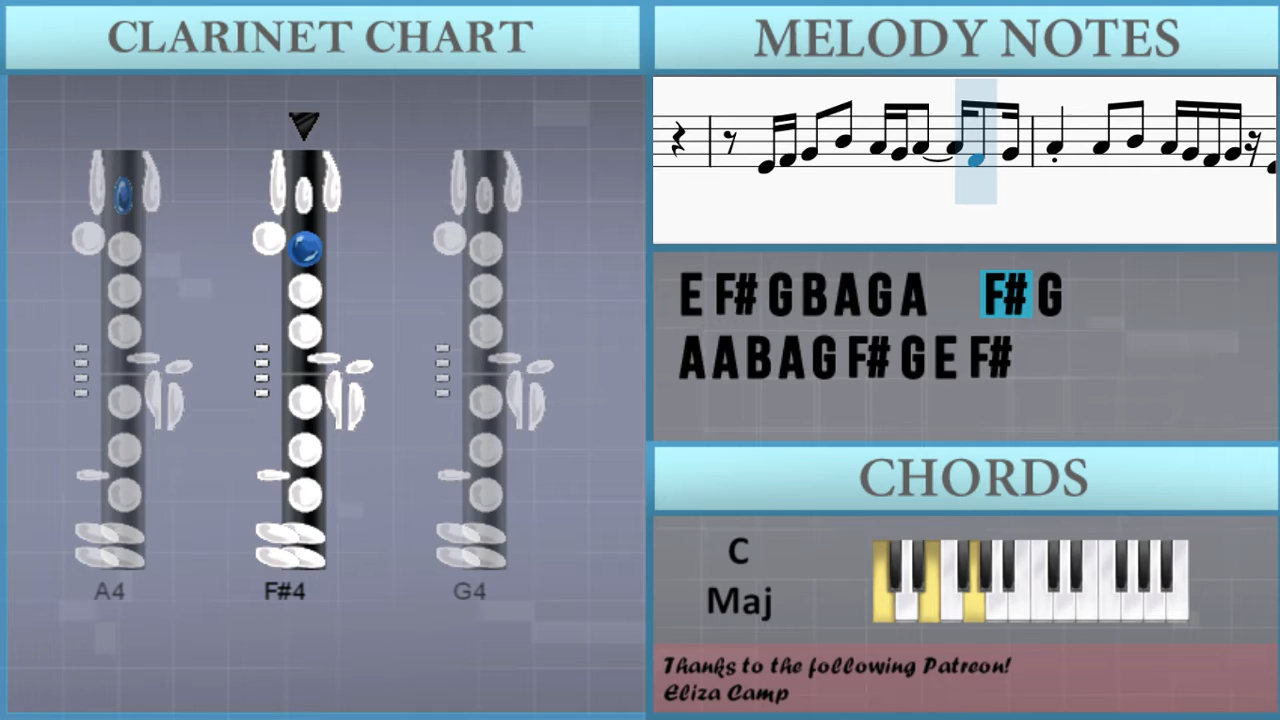 CLARINET CHART
A4 F#4 G4
MELODY NOTES
E F# G B A G A F# G
A A B A G F# G E F#
CHORDS
C
Maj
Thanks to the following Patreon!
Eliza Camp